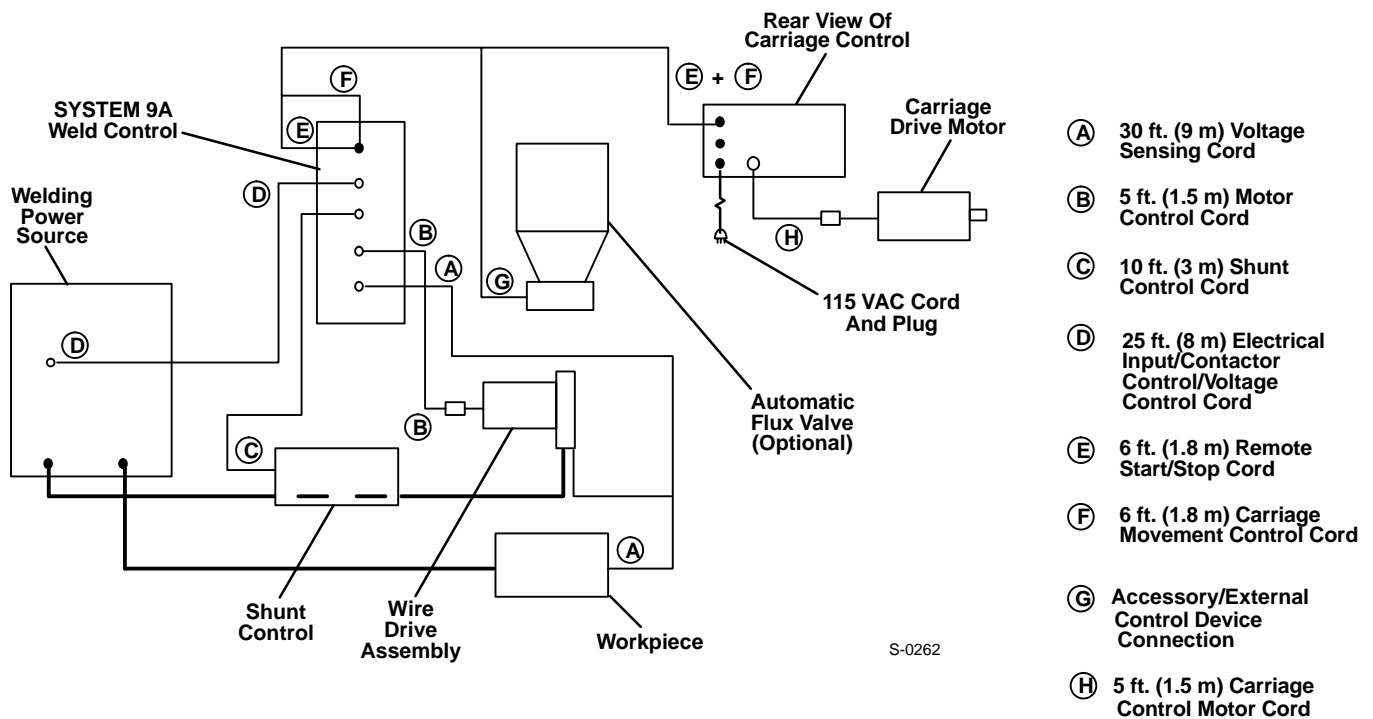 Rear View Of
Carriage Control
E + F
F
SYSTEM 9A
Weld Control
E
Carriage
Drive Motor
D
Welding
Power
Source
B
A
G
H
115 VAC Cord
And Plug
D
Automatic
Flux Valve
(Optional)
B
C
A
Shunt
Control
Wire
Drive
Assembly
Workpiece
S-0262
A 30 ft. (9 m) Voltage
Sensing Cord
B 5 ft. (1.5 m) Motor
Control Cord
C 10 ft. (3 m) Shunt
Control Cord
D 25 ft. (8 m) Electrical
Input/Contactor
Control/Voltage
Control Cord
E 6 ft. (1.8 m) Remote
Start/Stop Cord
F 6 ft. (1.8 m) Carriage
Movement Control Cord
G Accessory/External
Control Device
Connection
H 5 ft. (1.5 m) Carriage
Control Motor Cord